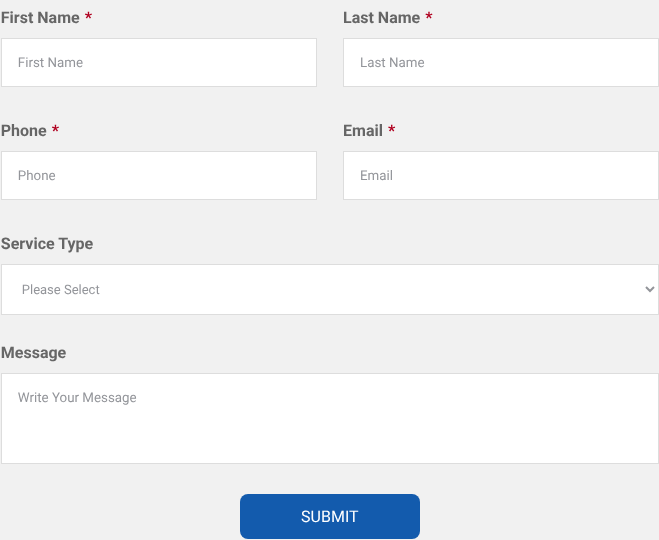 First Name * Last Name *
First Name Last Name
Phone * Email *
Phone Email
Service Type
Please Select
Message
Write Your Message
SUBMIT